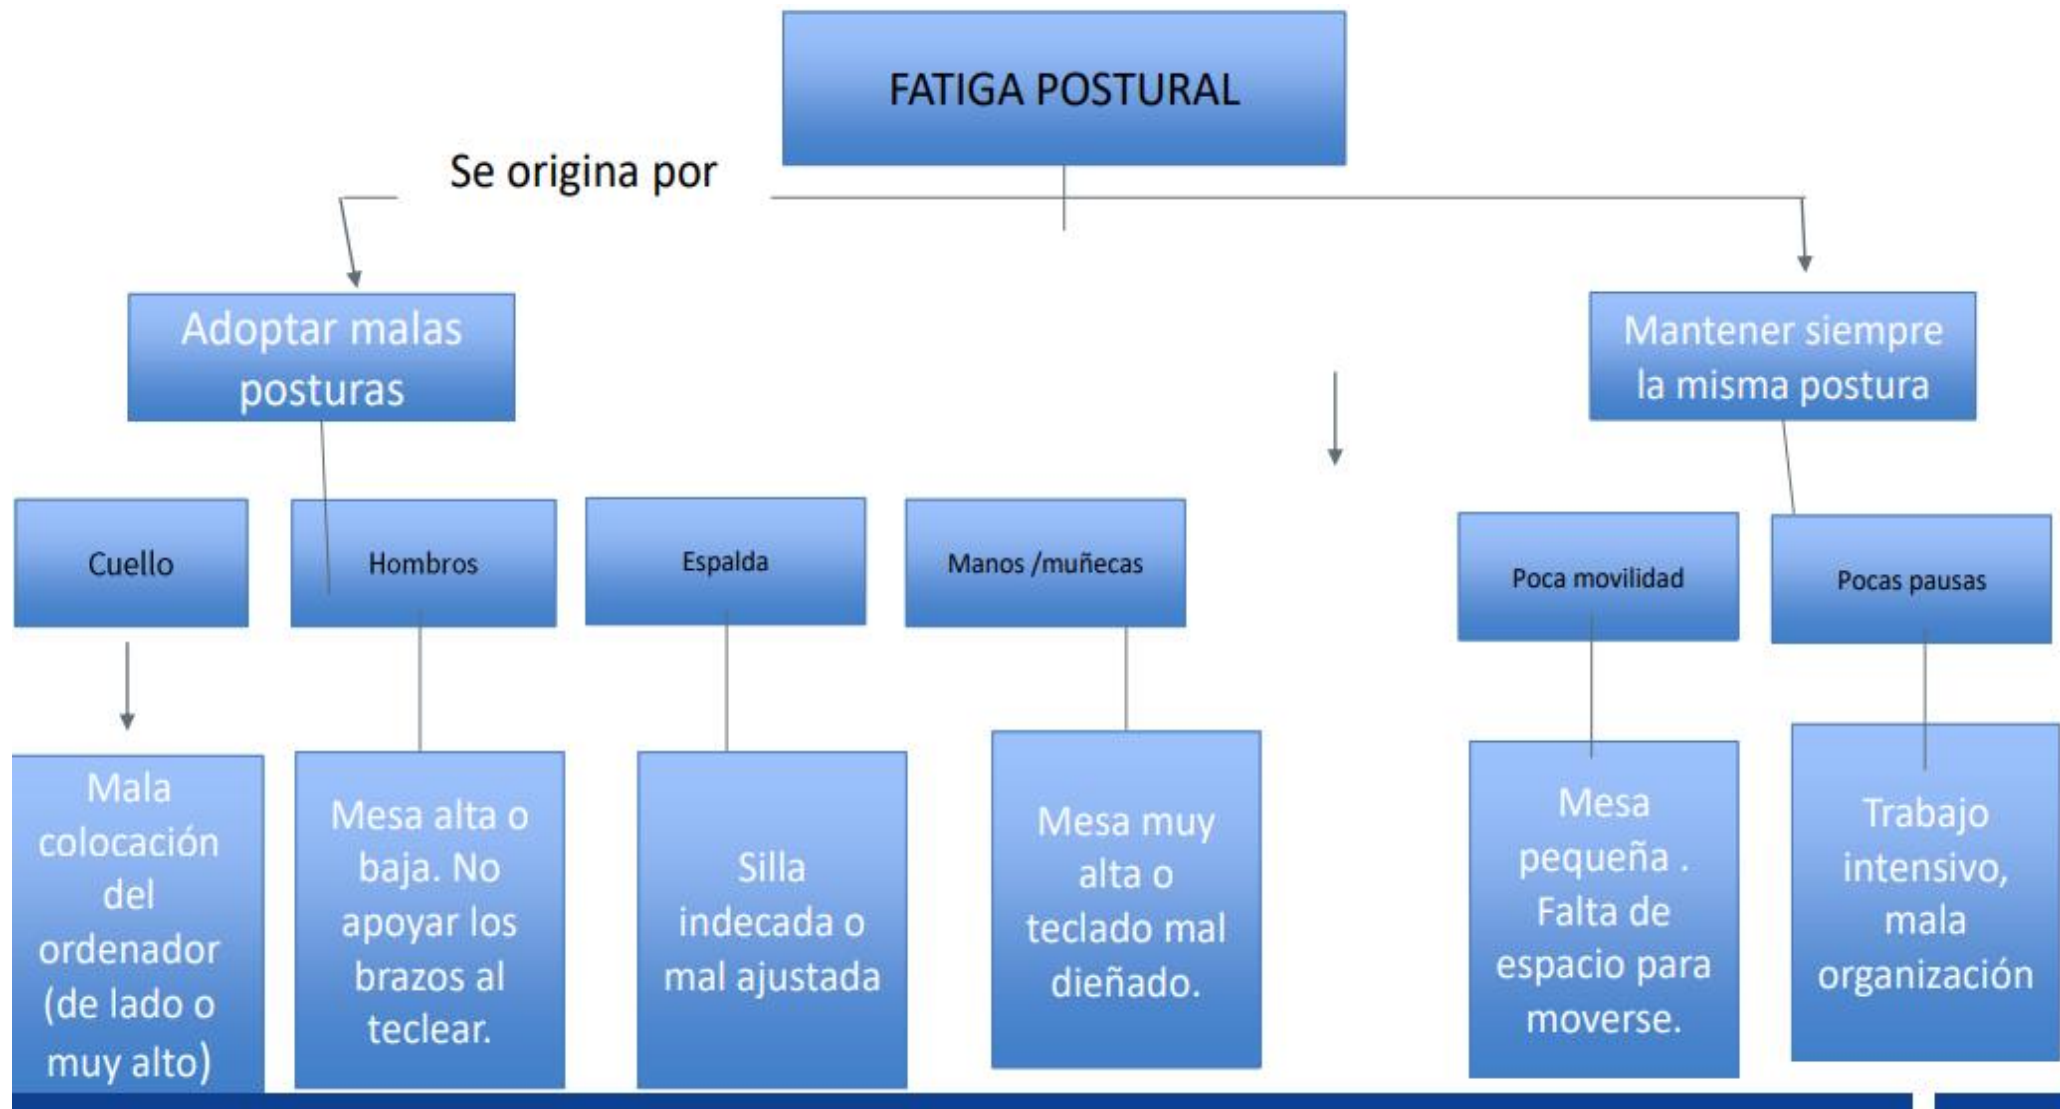 FATIGA POSTURAL
Se origina por
Adoptar malas
posturas
Mantener siempre
la misma postura
Cuello
Hombros
Espalda
Manos /muñecas
Poca movilidad
Pocas pausas
Mala
colocación
del
ordenador
(de lado o
muy alto)
Mesa alta o
baja. No
apoyar los
brazos al
teclear.
Silla
indecada o
mal ajustada
Mesa muy
alta o
teclado mal
dieñado.
Mesa
pequeña .
Falta de
espacio para
moverse.
Trabajo
intensivo,
mala
organización